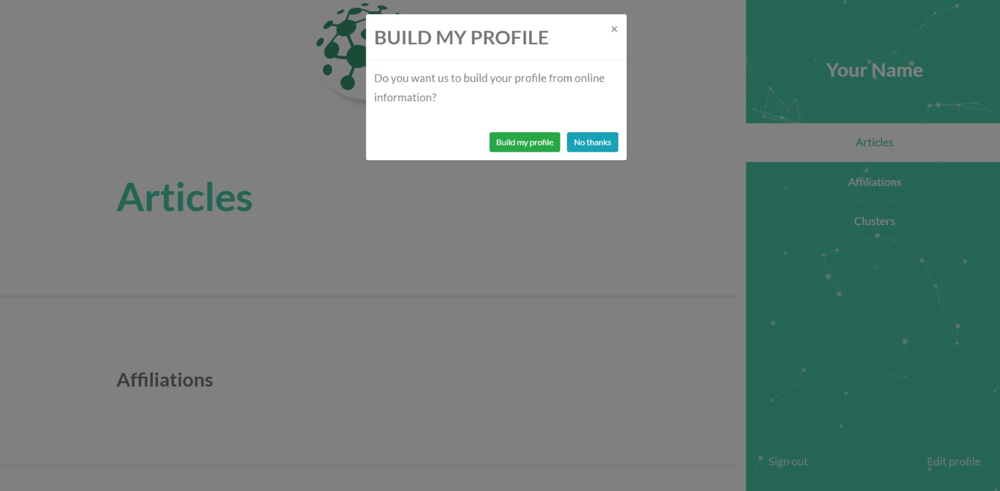 BUILD MY PROFILE
×
Do you want us to build your profile from online
information?
Build my profile
No thanks
Articles
Affiliations
Your Name
Articles
Affiliations
Clusters
Sign out
Edit profile